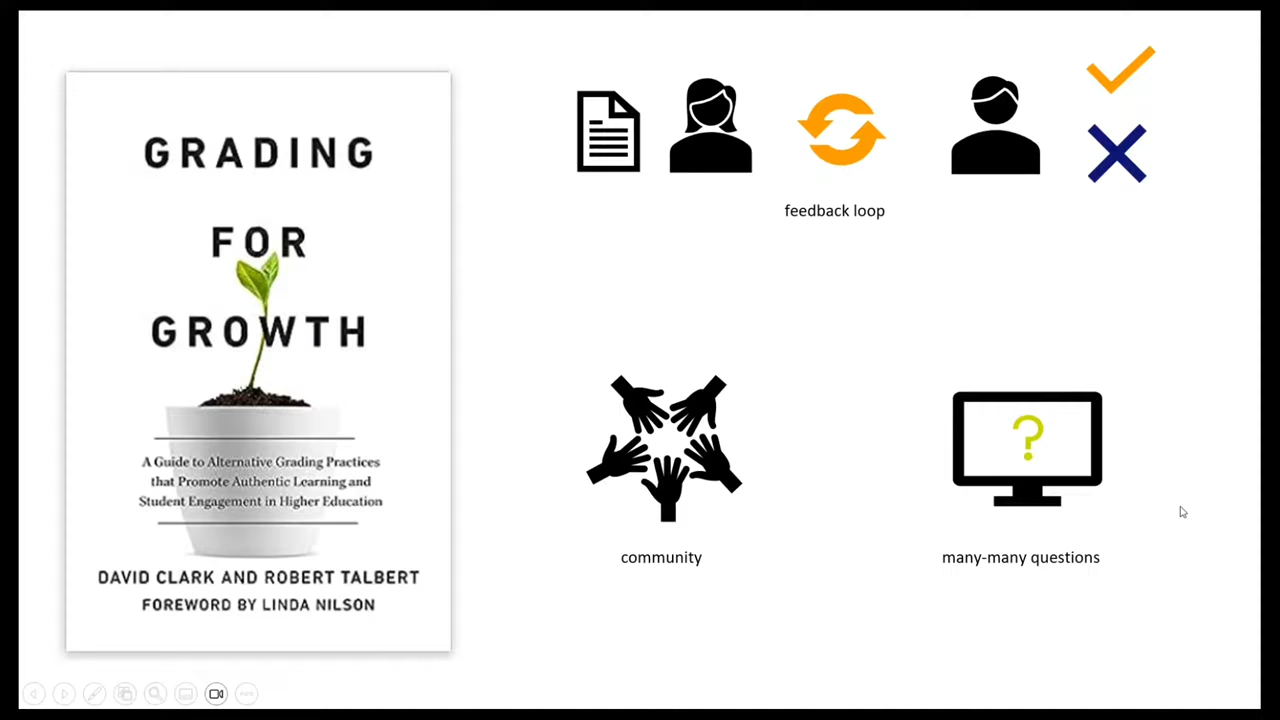 GRADING
FOR
GROWTH
A Guide to Alternative Grading Practices
that Promote Authentic Learning and
Student Engagement in Higher Education
DAVID CLARK AND ROBERT TALBERT
FOREWORD BY LINDA NILSON
feedback loop
community
?
many-many questions